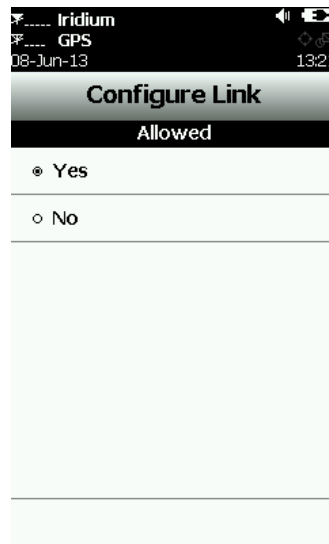 Iridium
GPS
08-Jun-13 13:2
Configure Link
Allowed
Yes
No